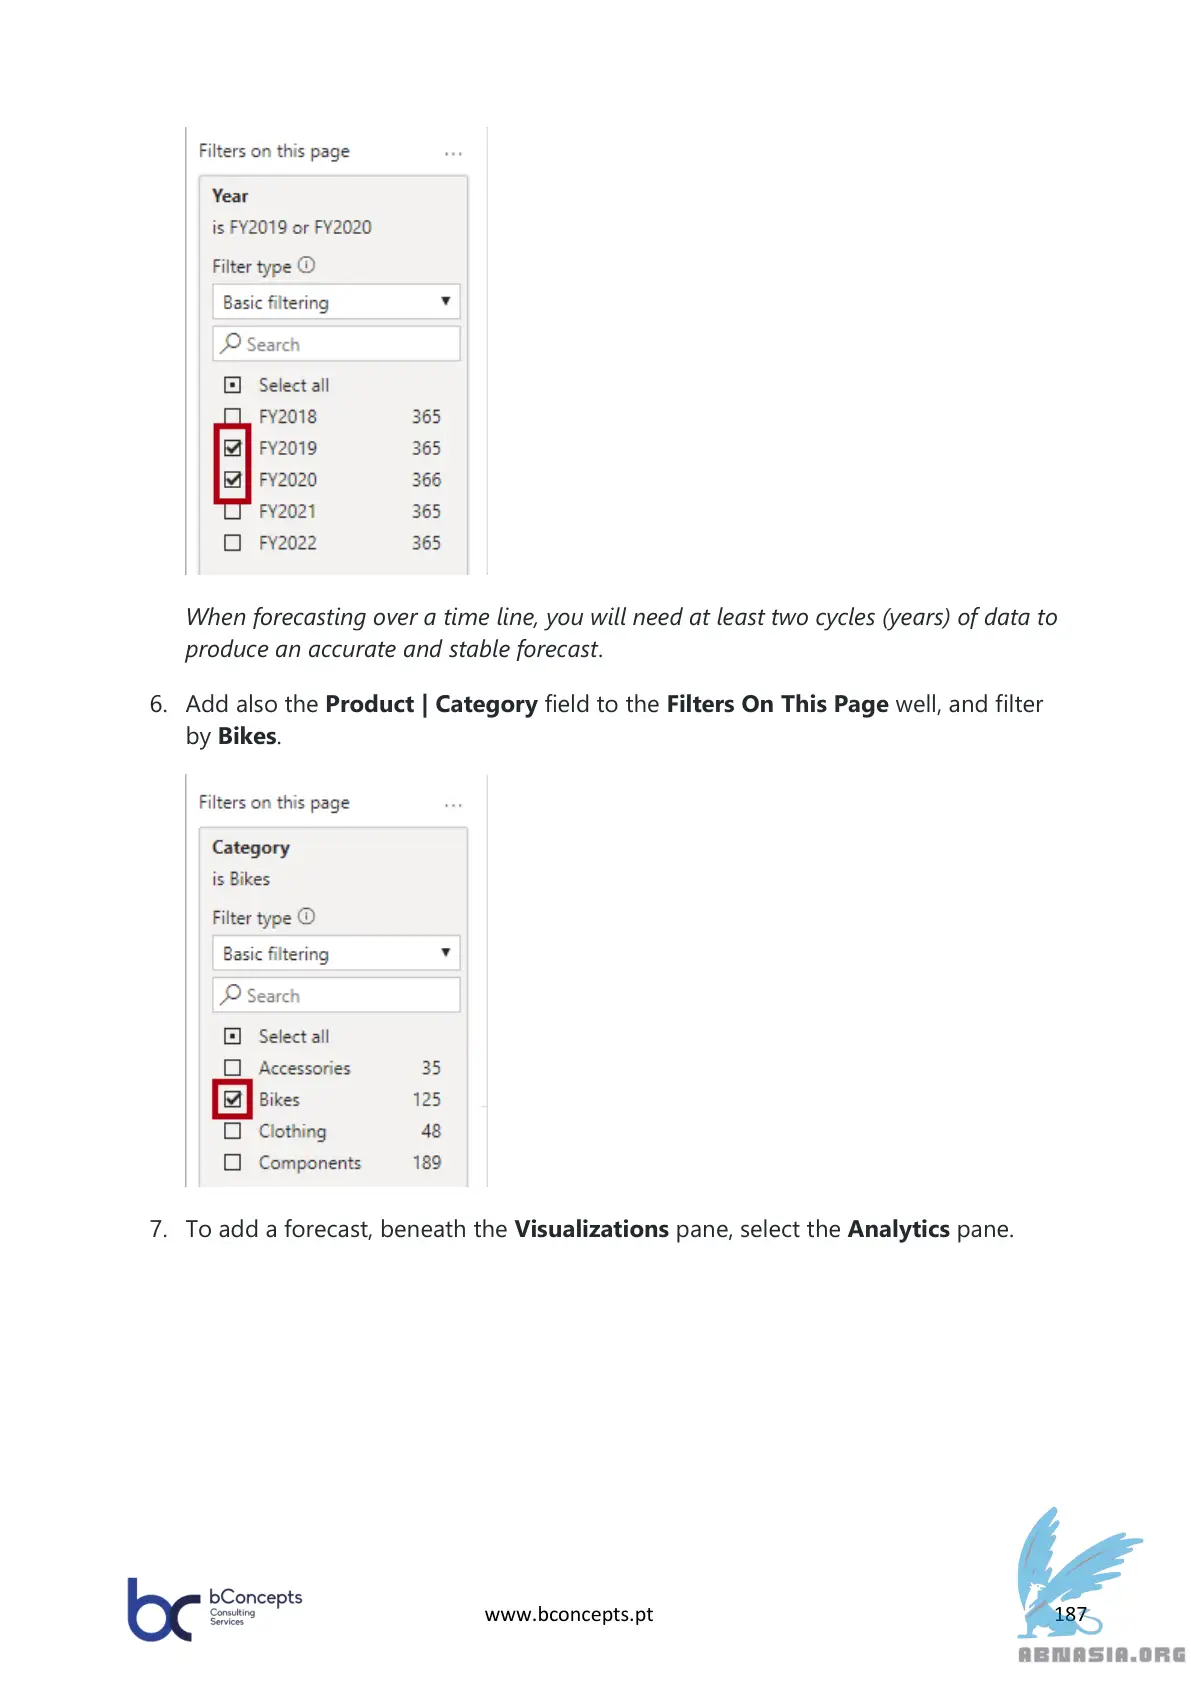 Filters on this page ...
Year
is FY2019 or FY2020
Filter type
Basic filtering
Search
Select all
FY2018 365
FY2019 365
FY2020 366
FY2021 365
FY2022 365
When forecasting over a time line, you will need at least two cycles (years) of data to
produce an accurate and stable forecast.
6. Add also the Product | Category field to the Filters On This Page well, and filter
by Bikes.
Filters on this page ...
Category
is Bikes
Filter type
Basic filtering
Search
Select all
Accessories 35
Bikes 125
Clothing 48
Components 189
7. To add a forecast, beneath the Visualizations pane, select the Analytics pane.
bc bConcepts
Consulting
Services
www.bconcepts.pt
187
ABNASIA.ORG